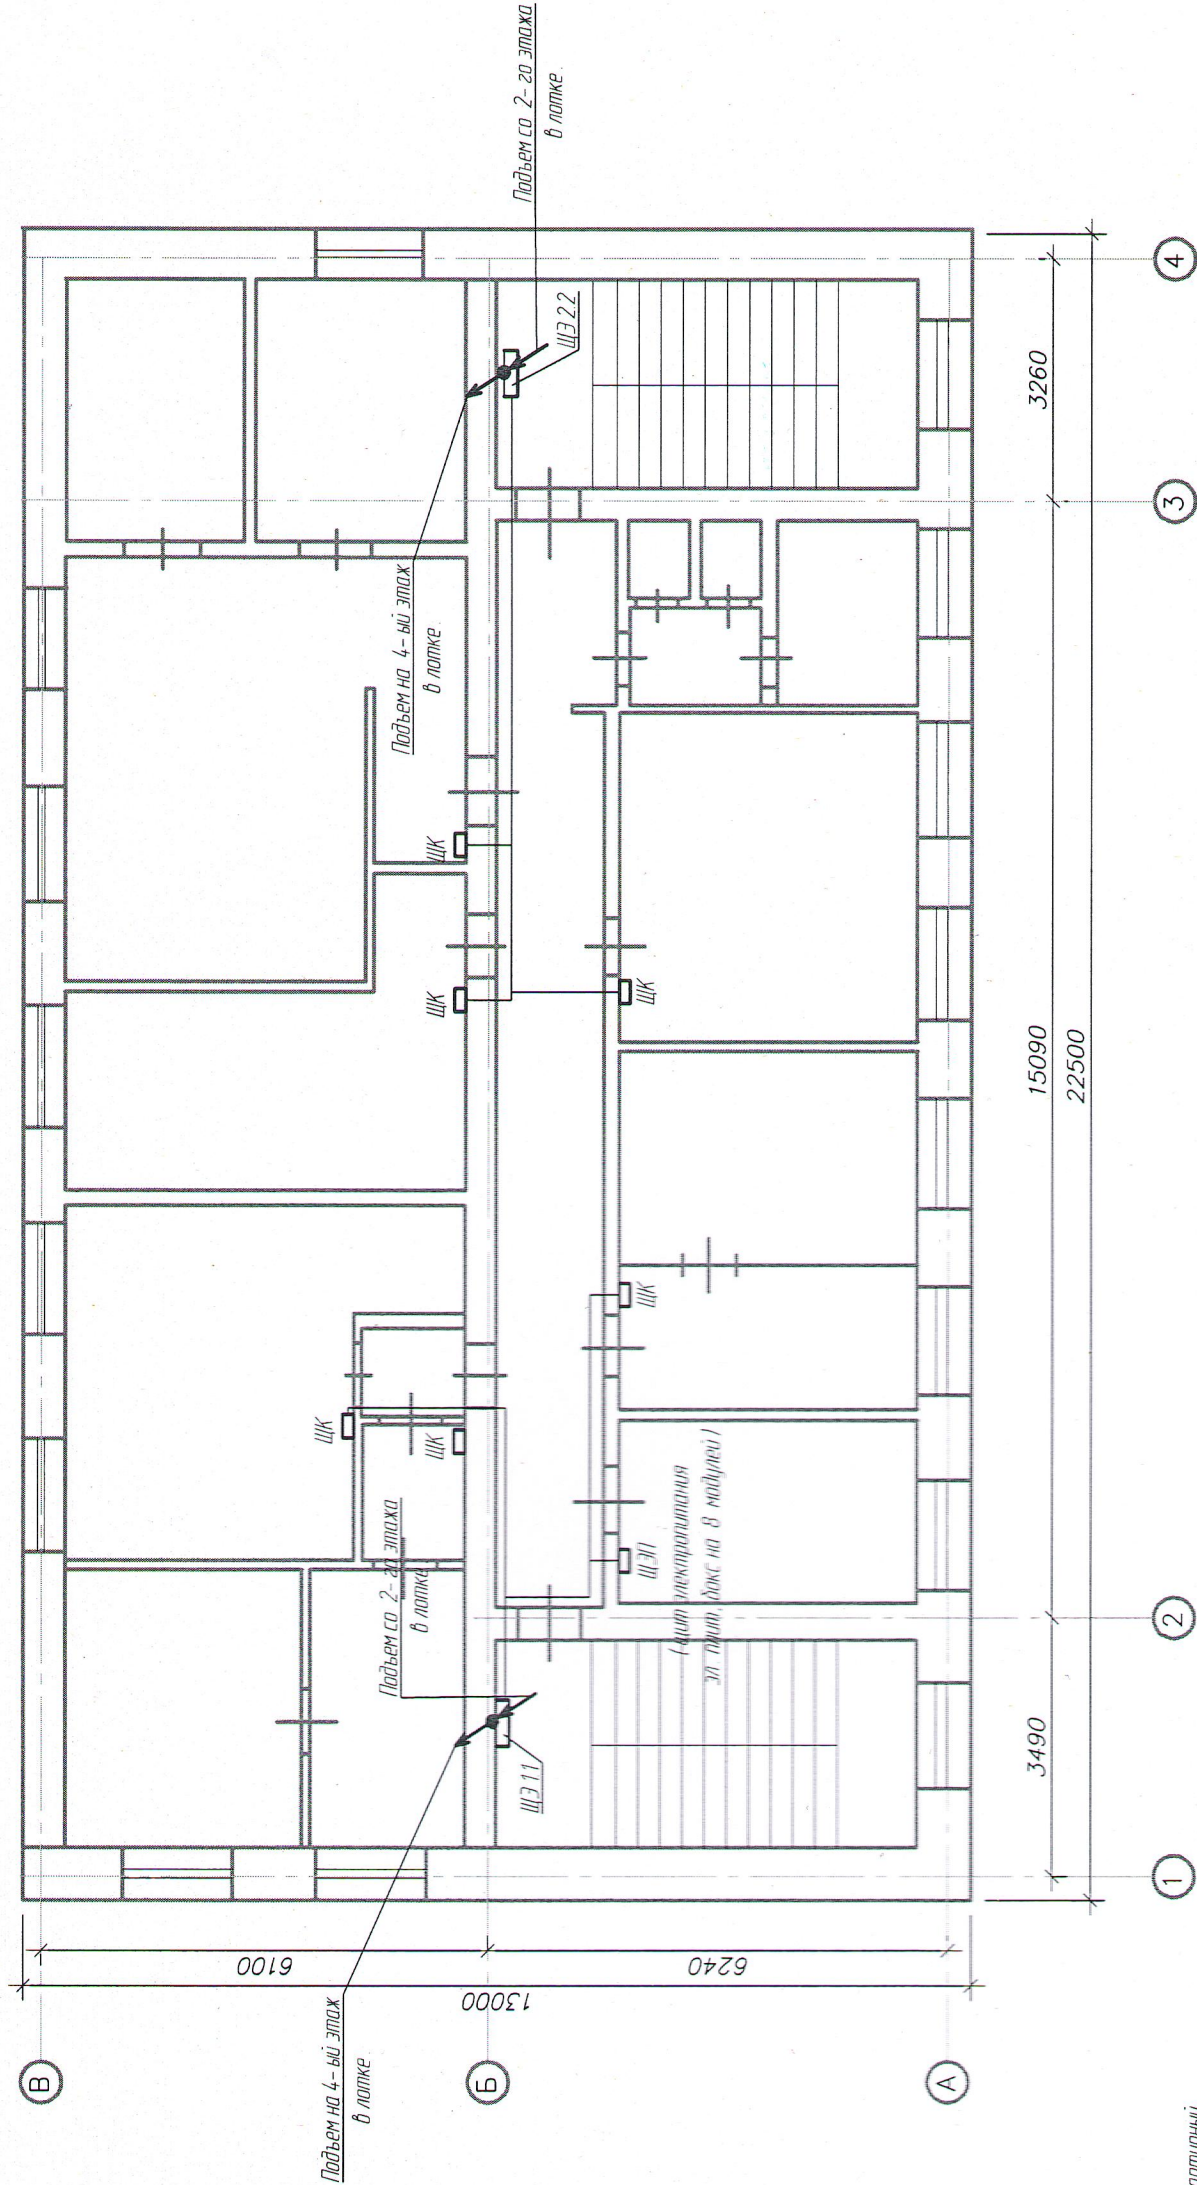 Подъем со 2-го этажа
в лотке.
ЩЭ 2.2
Подъем на 4-ый этаж
в лотке.
ЩК
ЩК
ЩК
ЩК
ЩК
ЩК
Подъем со 2-го этажа
в лотке.
ЩЭП
(щит электропитания
эл. плит, бокс на 8 модулей)
ЩЭ 1.1
Подъем на 4-ый этаж
в лотке.
3260
15090
22500
3490
6100
6240
13000
В
Б
А
1
2
3
4